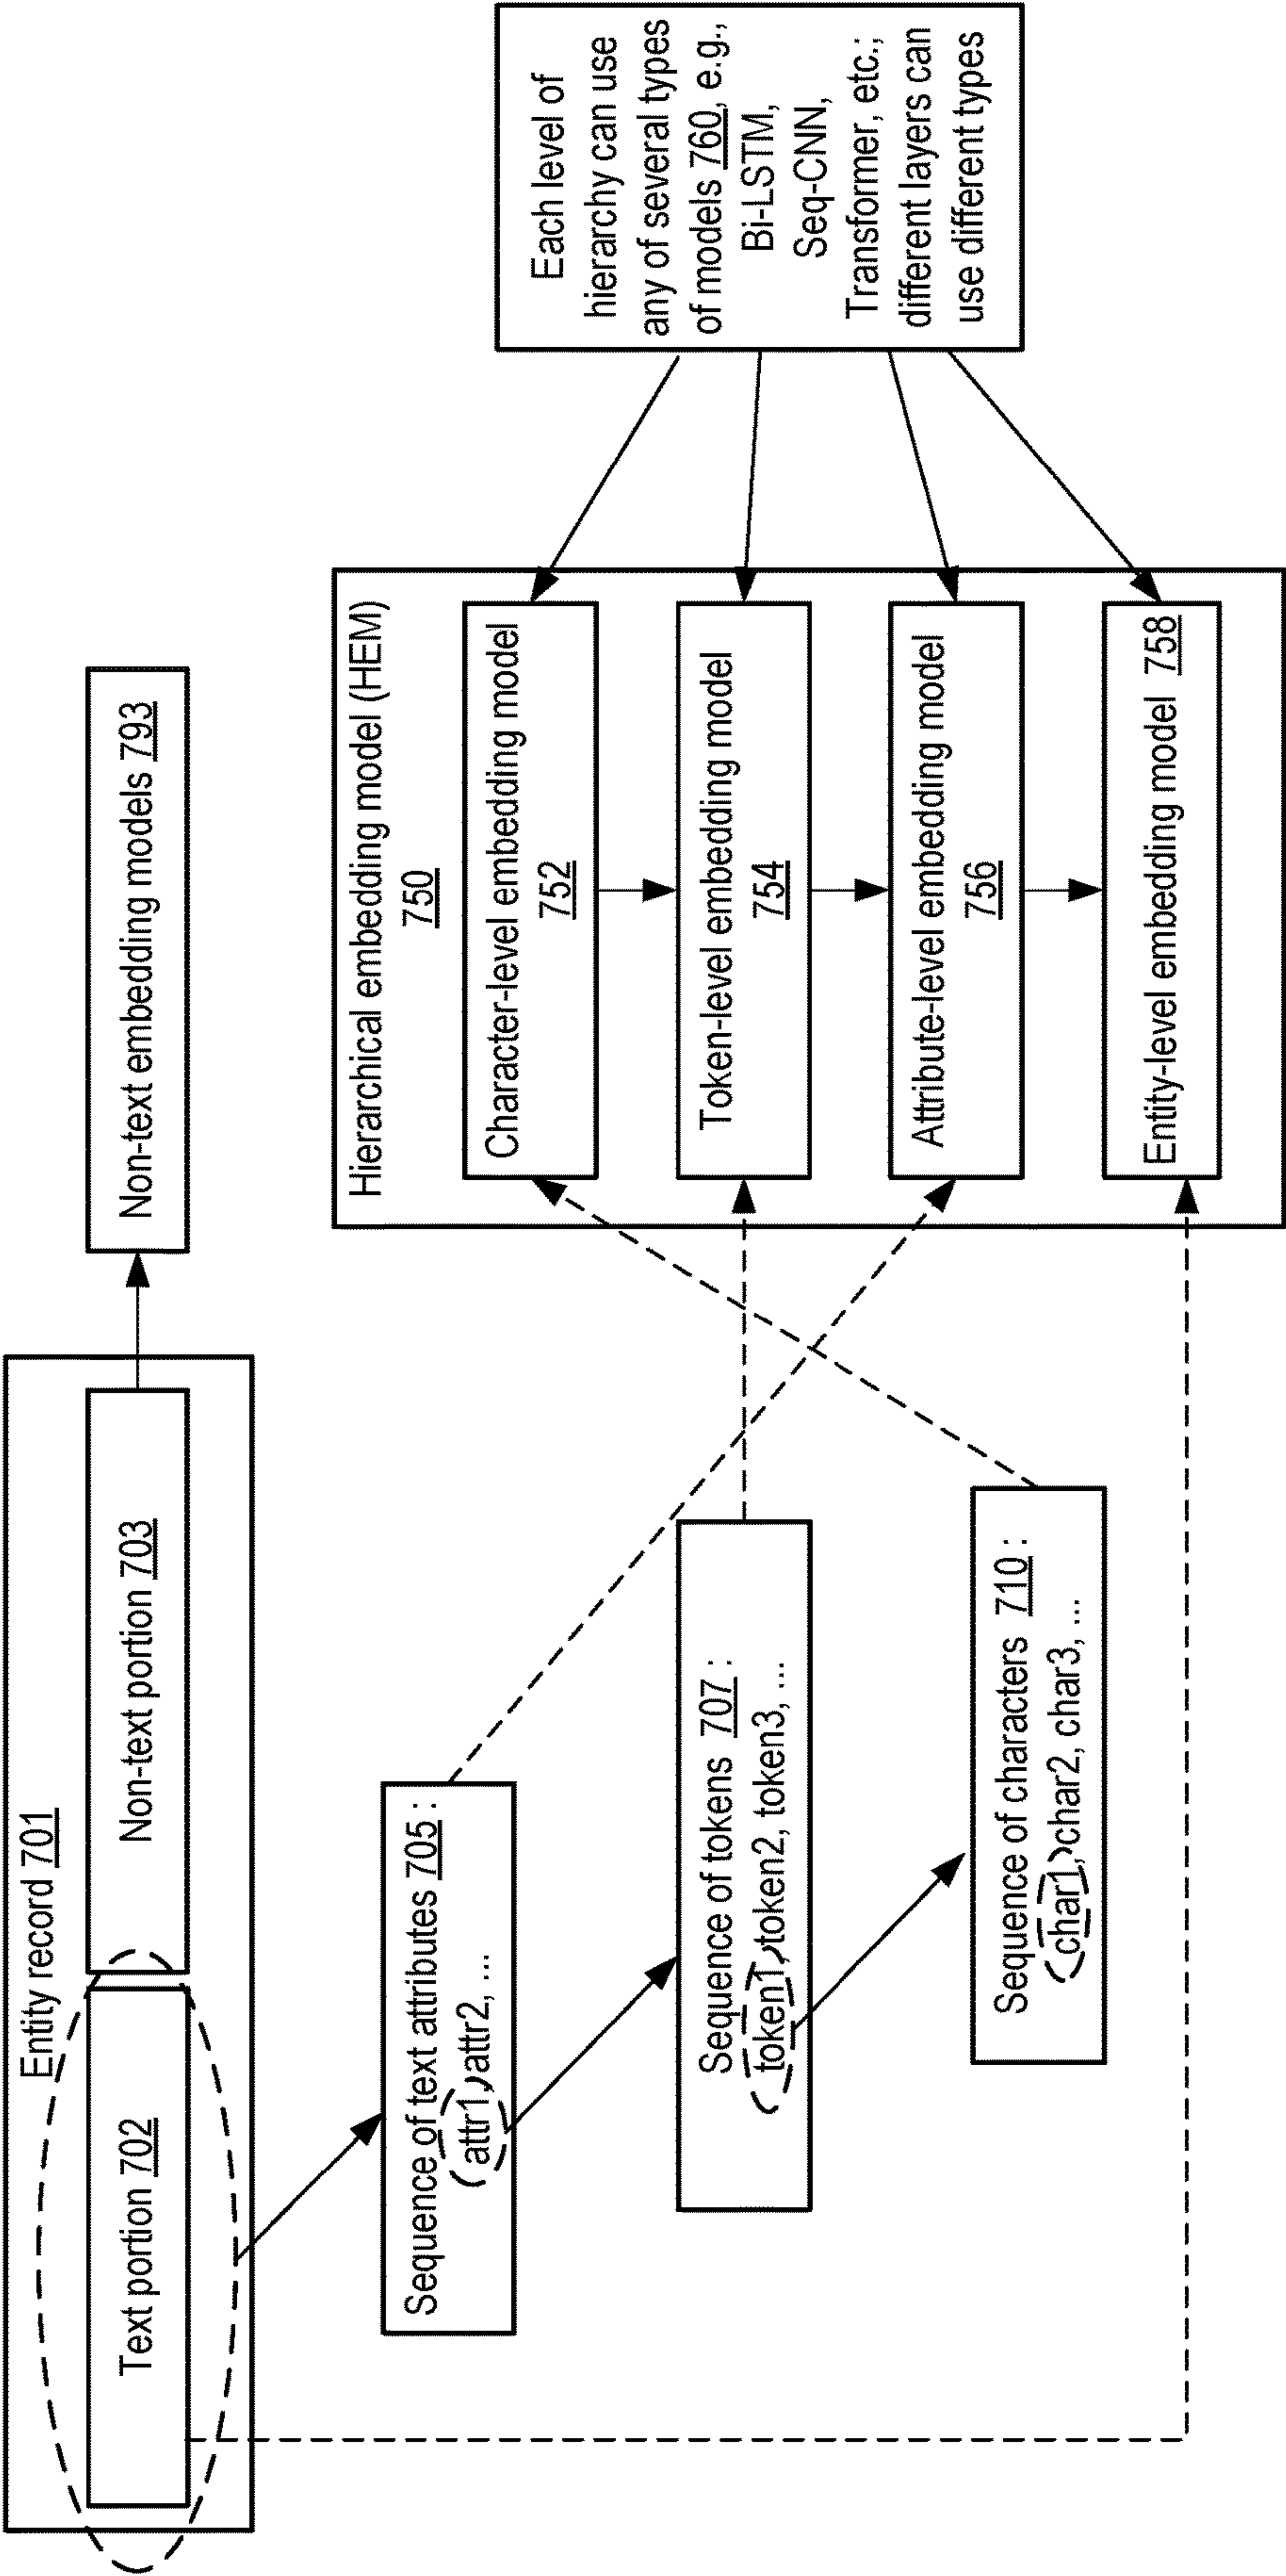 Entity record 701
Text portion 702
Non-text portion 703
Non-text embedding models 793
Sequence of text attributes 705 :
attr1, attr2, ...
Sequence of tokens 707 :
token1, token2, token3, ...
Sequence of characters 710 :
char1, char2, char3, ...
Hierarchical embedding model (HEM)
750
Character-level embedding model
752
Token-level embedding model
754
Attribute-level embedding model
756
Entity-level embedding model 758
Each level of
hierarchy can use
any of several types
of models 760, e.g.,
Bi-LSTM,
Seq-CNN,
Transformer, etc.;
different layers can
use different types